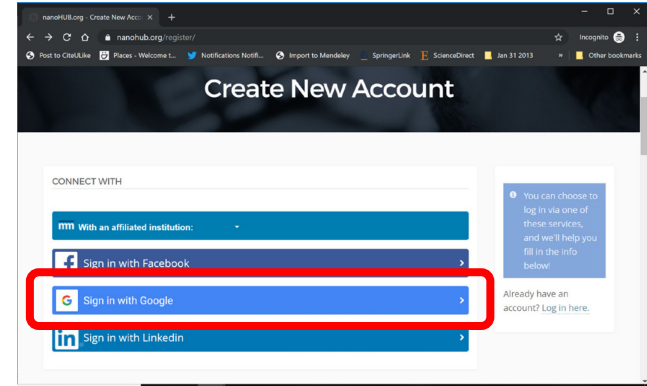 nanoHUB.org - Create New Acco
nanohub.org/register/
Incognito
Post to CiteULike
Places - Welcome t...
Notifications Notifi...
Import to Mendeley
SpringerLink
ScienceDirect
Jan 31 2013
»
Other bookmarks
Create New Account
CONNECT WITH
With an affiliated institution:
f Sign in with Facebook
G Sign in with Google
in Sign in with Linkedin
You can choose to
log in via one of
these services,
and we'll help you
fill in the info
below!
Already have an
account? Log in here.